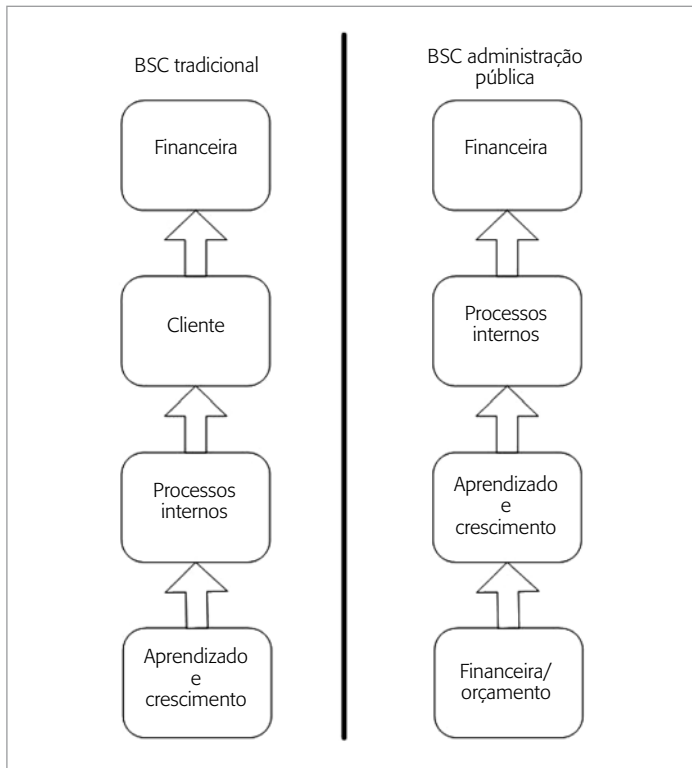 BSC tradicional
Financeira
Cliente
Processos
internos
Aprendizado
e
crescimento
BSC administração
pública
Financeira
Processos
internos
Aprendizado
e
crescimento
Financeira/
orçamento